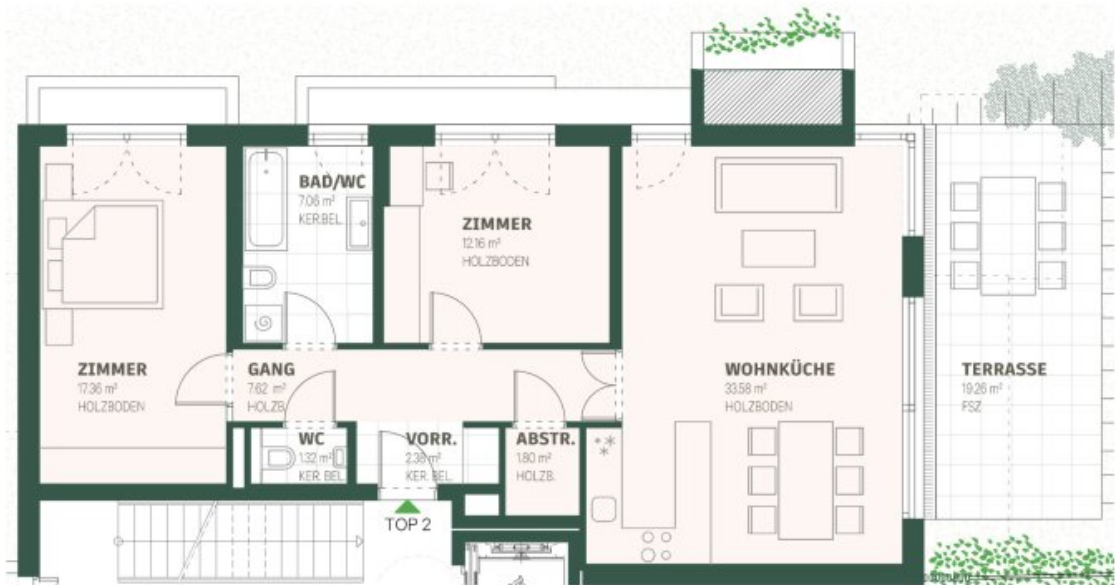 BAD/WC
7.06 m²
KER.BEL.
ZIMMER
12.16 m²
HOLZBODEN
ZIMMER
17.36 m²
HOLZBODEN
GANG
7.62 m²
HOLZB.
WOHNKÜCHE
33.58 m²
HOLZBODEN
TERRASSE
19.26 m²
FSZ
WC
1.32 m²
KER. BEL.
VORR.
2.38 m²
KER. BEL.
ABSTR.
1.80 m²
HOLZB.
TOP 2